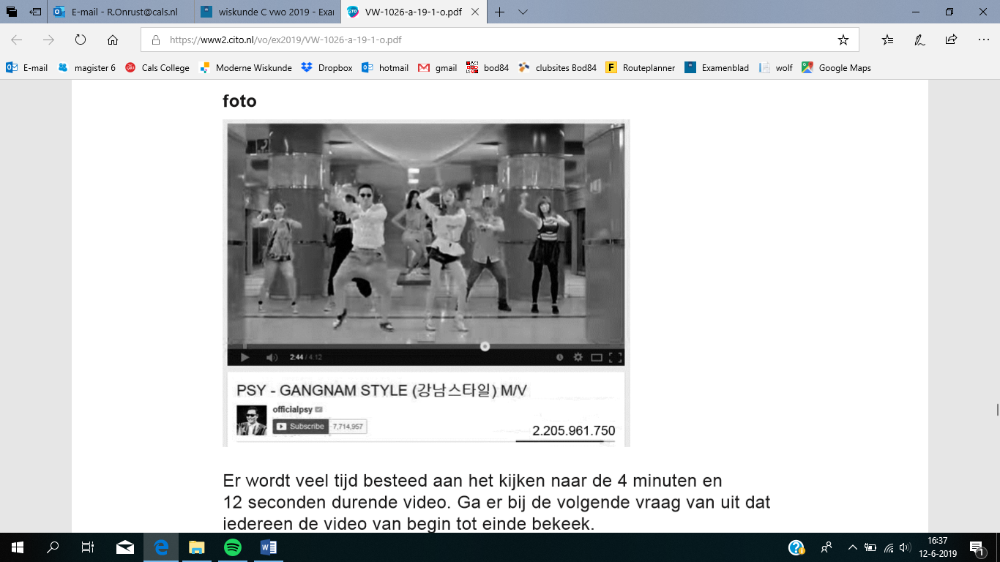 E-mail - R.Onrust@cals.nl
wiskunde C vwo 2019 - Exar
VW-1026-a-19-1-o.pdf
https://www2.cito.nl/vo/ex2019/VW-1026-a-19-1-o.pdf
E-mail magister 6 Cals College Moderne Wiskunde Dropbox hotmail gmail bod84 clubsites Bod84 Routeplanner Examenblad wolf Google Maps
foto
2:44 / 4:12
PSY - GANGNAM STYLE (강남스타일) M/V
officialpsy
Subscribe 7,714,957
2.205.961.750
Er wordt veel tijd besteed aan het kijken naar de 4 minuten en
12 seconden durende video. Ga er bij de volgende vraag van uit dat
iedereen de video van begin tot einde bekeek.
16:37
12-6-2019
1